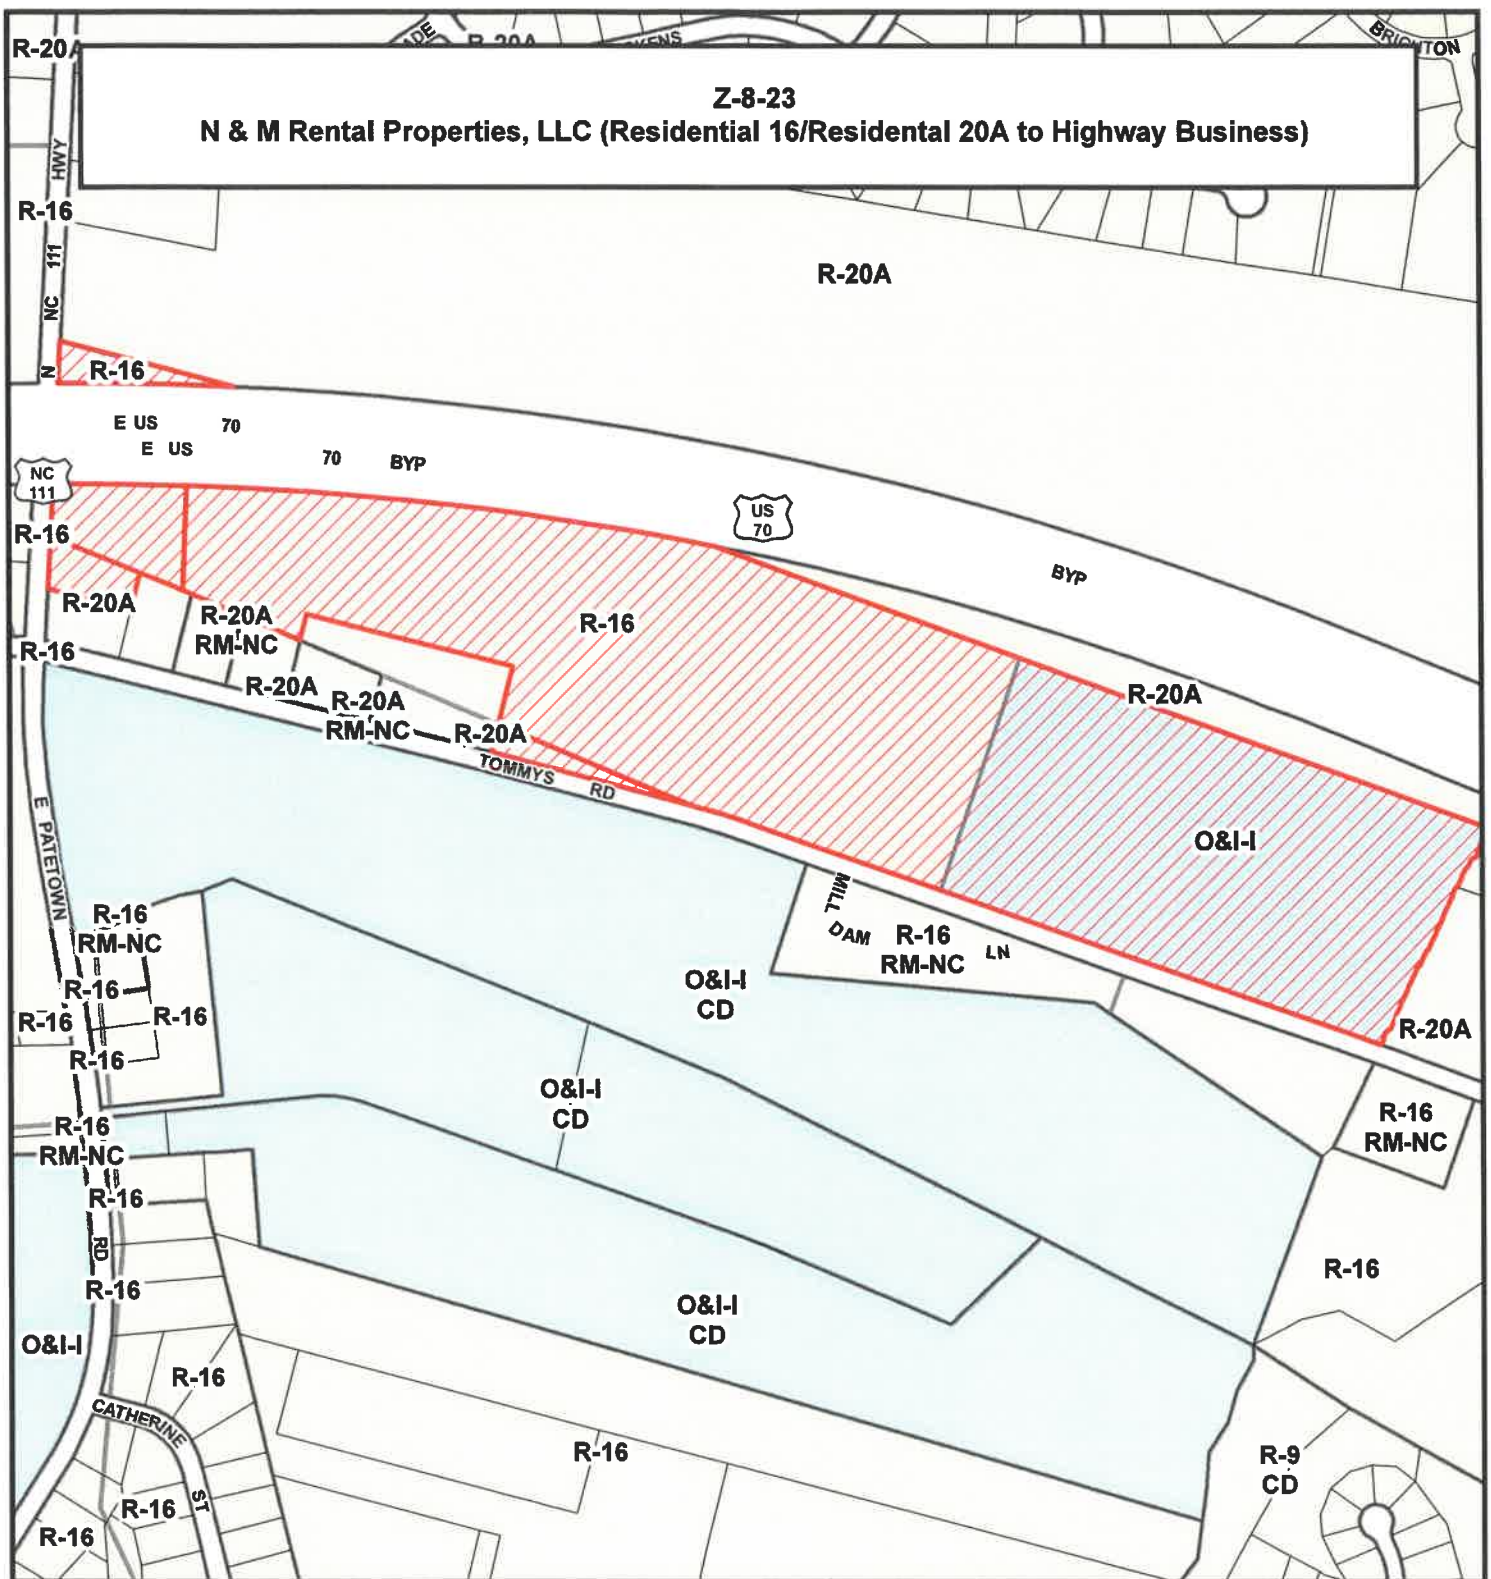 R-20A
R-20A
BRIGHTON
Z-8-23
N & M Rental Properties, LLC (Residential 16/Residental 20A to Highway Business)
HWY
R-16
111
NC
N
R-20A
R-16
E US 70
E US 70 BYP
NC
111
US
70
BYP
R-16
R-20A
R-20A
RM-NC
R-16
R-16
R-20A
R-20A
RM-NC
R-20A
R-20A
TOMMYS RD
O&I-I
E PATETOWN
MILL DAM LN
R-16
RM-NC
R-16
RM-NC
R-16
R-16
R-16
R-16
O&I-I
CD
R-20A
O&I-I
CD
R-16
RM-NC
R-16
RM-NC
R-16
RD
R-16
R-16
O&I-I
CD
O&I-I
R-16
CATHERINE ST
R-16
R-9
CD
R-16
R-16